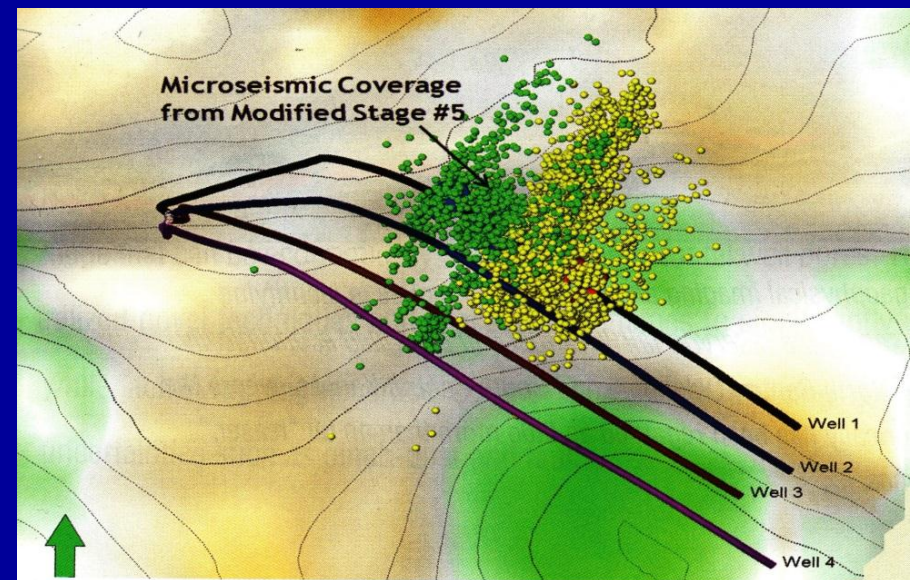 Microseismic Coverage
from Modified Stage #5
Well 1
Well 2
Well 3
Well 4